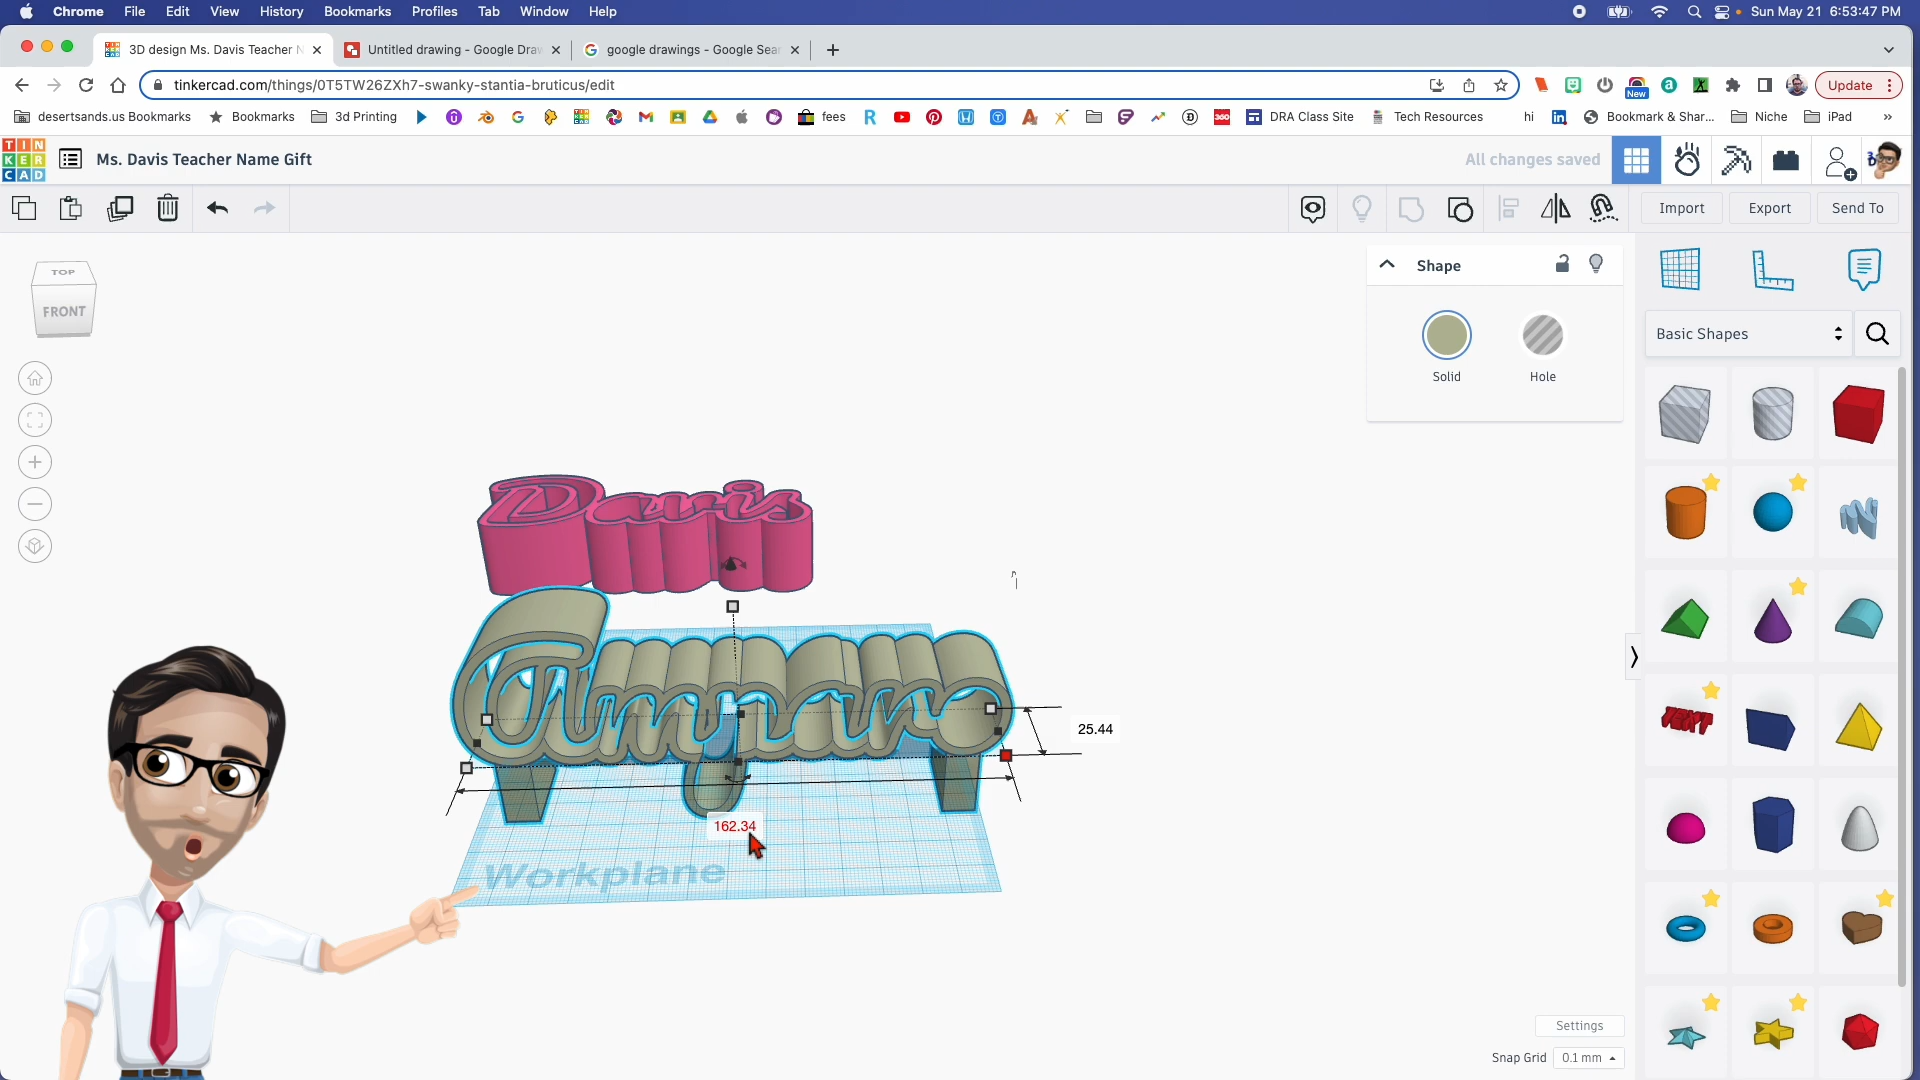 Chrome File Edit View History Bookmarks Profiles Tab Window Help Sun May 21 6:53:47 PM
3D design Ms. Davis Teacher N Untitled drawing - Google Draw google drawings - Google Sear
tinkercad.com/things/0T5TW26ZXh7-swanky-stantia-bruticus/edit New Update
desertsands.us Bookmarks Bookmarks 3d Printing fees DRA Class Site Tech Resources hi Bookmark & Shar... Niche iPad »
TINKERCAD Ms. Davis Teacher Name Gift All changes saved
Import Export Send To
TOP
FRONT
Shape
Solid Hole
Basic Shapes
Davis
25.44
162.34
Workplane
TEXT
Settings
Snap Grid 0.1 mm